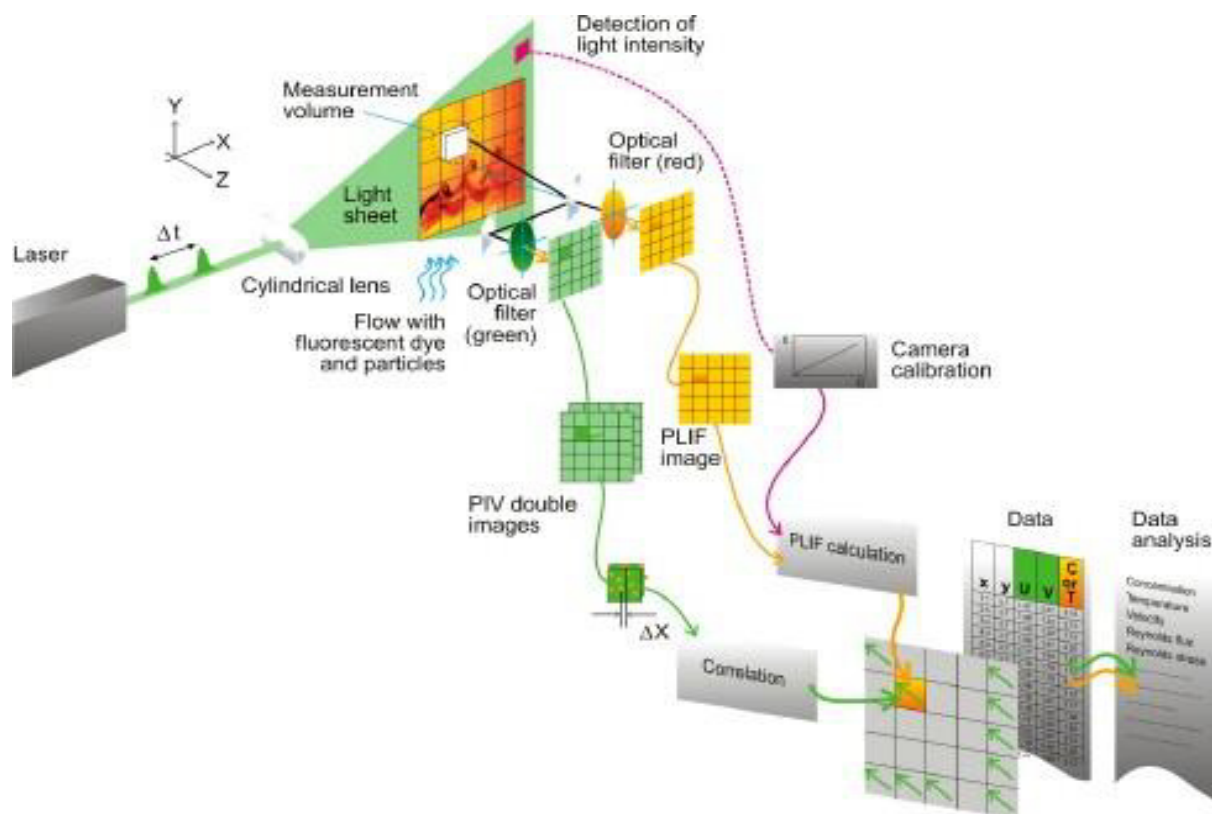 Detection of
light intensity
Measurement
volume
Y
X
Z
Optical
filter (red)
Light
sheet
Δt
Laser
Cylindrical lens
Optical
filter
(green)
Flow with
fluorescent dye
and particles
Camera
calibration
PLIF
image
PIV double
images
ΔX
PLIF calculation
Correlation
Data
x y U V C or T
Data
analysis
Concentration
Temperature
Velocity
Reynolds flux
Reynolds stress